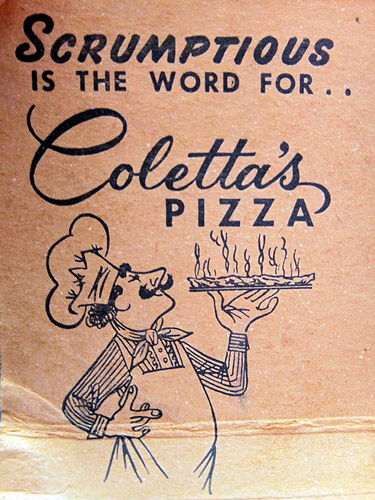 SCRUMPTIOUS
IS THE WORD FOR..
Coletta's
PIZZA